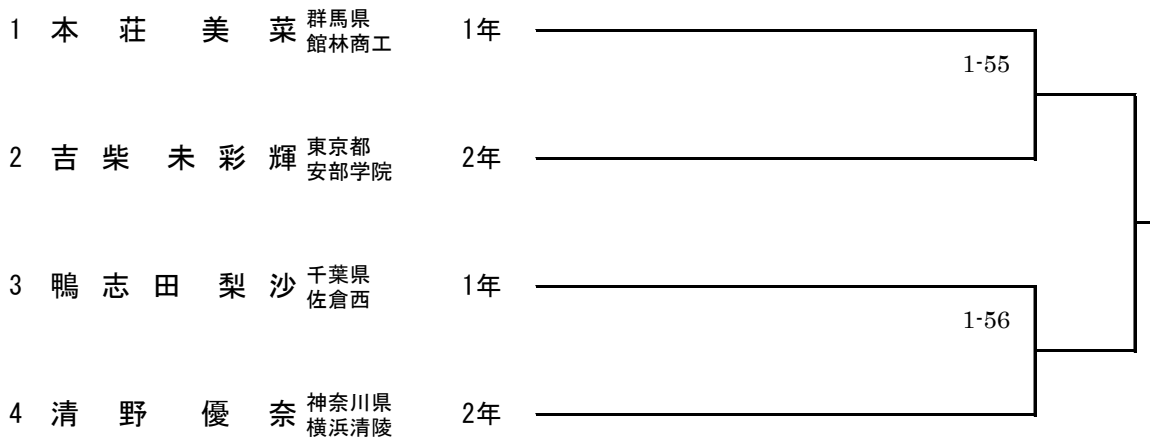 1 本荘美菜 群馬県 1年
館林商工
1-55
2 吉柴未彩輝 東京都 2年
安部学院
3 鴨志田梨沙 千葉県 1年
佐倉西
1-56
4 清野優奈 神奈川県 2年
横浜清陵